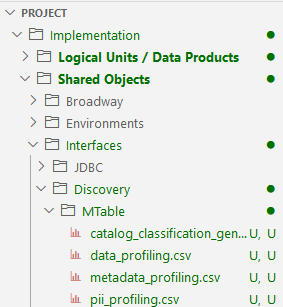 PROJECT
Implementation
Logical Units / Data Products
Shared Objects
Broadway
Environments
Interfaces
JDBC
Discovery
MTable
catalog_classification_gen... U, U
data_profiling.csv U, U
metadata_profiling.csv U, U
pii_profiling.csv U, U